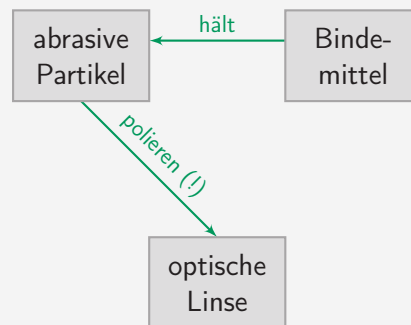 abrasive
Partikel
hält
Binde-
mittel
polieren (!)
optische
Linse